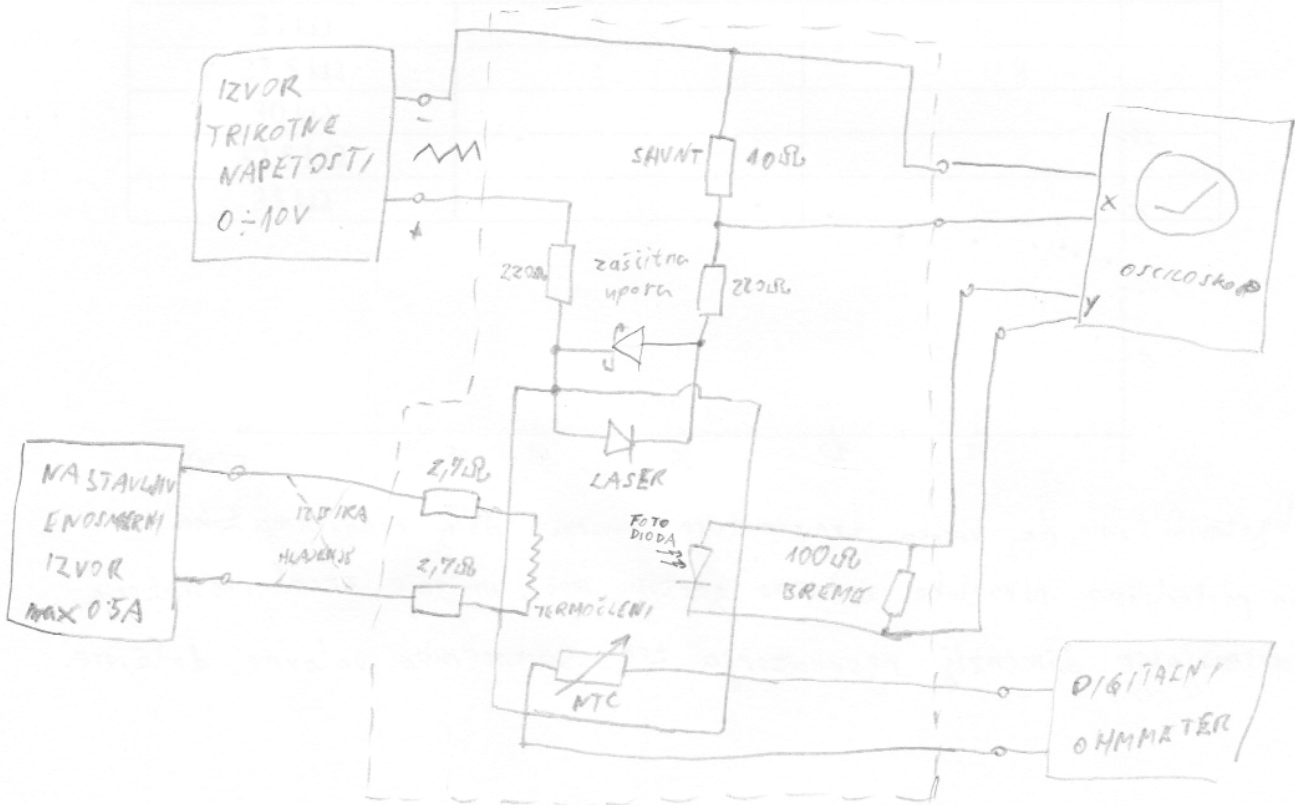 IZVOR
TRIKOTNE
NAPETOSTI
0÷10V
-
+
SHUNT 10Ω
220Ω
zaščitna
upora
220Ω
X
Y
OSCILOSKOP
LASER
NASTAVLJIV
ENOSMERNI
IZVOR
max 0.5A
2,7Ω
2,7Ω
HLAJENJE
TERMOČLENI
FOTO
DIODA
100Ω
BREME
NTC
DIGITALNI
OHMMETER